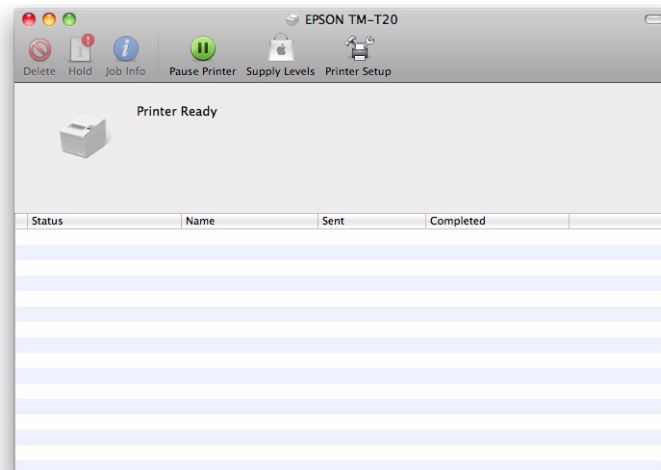 EPSON TM-T20
Delete Hold Job Info Pause Printer Supply Levels Printer Setup
Printer Ready
Status Name Sent Completed